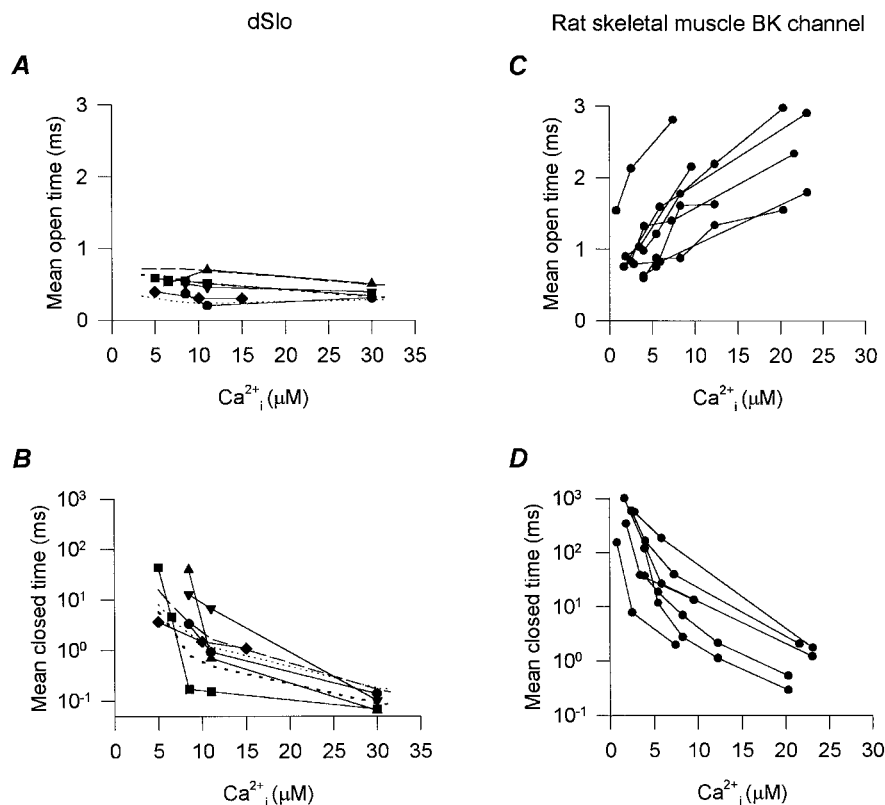 dSlo
Rat skeletal muscle BK channel
A
Mean open time (ms)
3
2
1
0
0 5 10 15 20 25 30 35
Ca²⁺ᵢ (μM)
C
Mean open time (ms)
3
2
1
0
0 5 10 15 20 25 30
Ca²⁺ᵢ (μM)
B
Mean closed time (ms)
10³
10²
10¹
10⁰
10⁻¹
0 5 10 15 20 25 30 35
Ca²⁺ᵢ (μM)
D
Mean closed time (ms)
10³
10²
10¹
10⁰
10⁻¹
0 5 10 15 20 25 30
Ca²⁺ᵢ (μM)